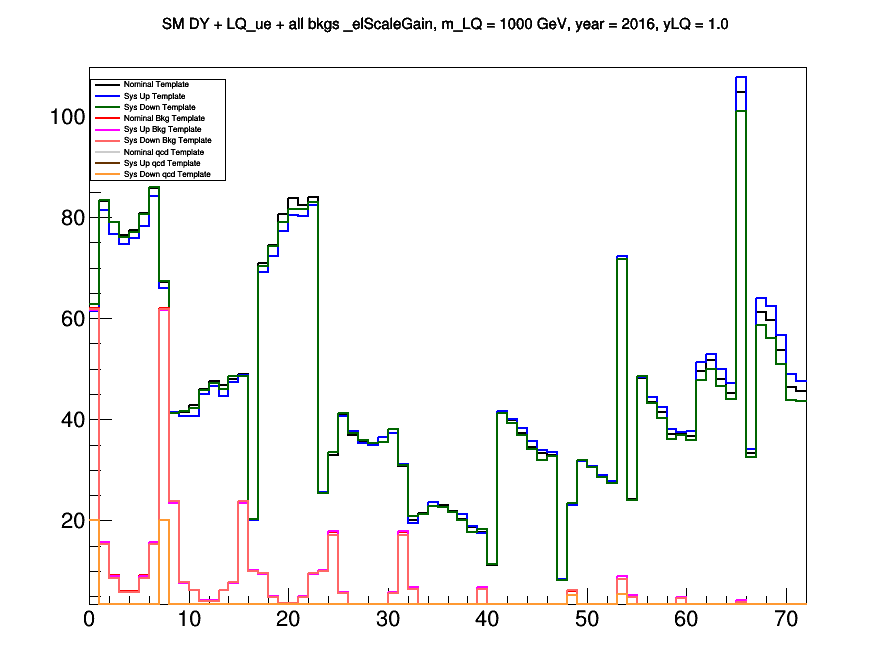 SM DY + LQ_ue + all bkgs _elScaleGain, m_LQ = 1000 GeV, year = 2016, yLQ = 1.0
Nominal Template
Sys Up Template
Sys Down Template
Nominal Bkg Template
Sys Up Bkg Template
Sys Down Bkg Template
Nominal qcd Template
Sys Up qcd Template
Sys Down qcd Template
100
80
60
40
20
0 10 20 30 40 50 60 70